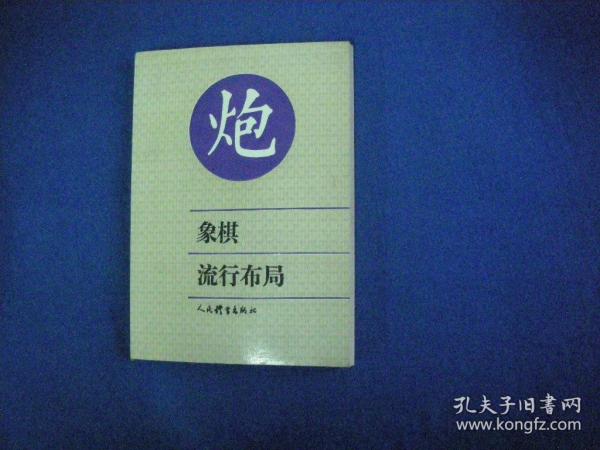 炮
象棋
流行布局
人民体育出版社
孔夫子旧書网
www.kongfz.com